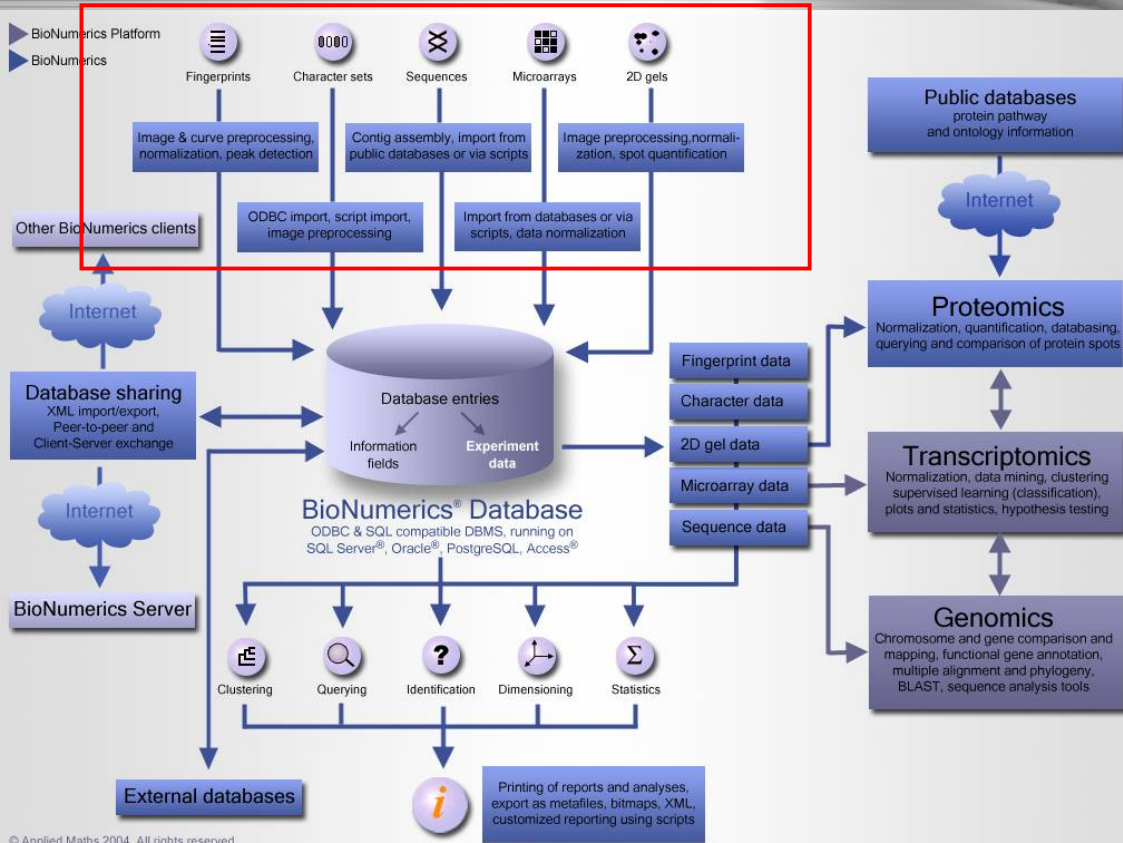 BioNumerics Platform
BioNumerics
Fingerprints
Character sets
Sequences
Microarrays
2D gels
Image & curve preprocessing,
normalization, peak detection
Contig assembly, import from
public databases or via scripts
Image preprocessing,normali-
zation, spot quantification
ODBC import, script import,
image preprocessing
Import from databases or via
scripts, data normalization
Public databases
protein pathway
and ontology information
Internet
Other BioNumerics clients
Internet
Database sharing
XML import/export,
Peer-to-peer and
Client-Server exchange
Internet
BioNumerics Server
Database entries
Information
fields
Experiment
data
BioNumerics® Database
ODBC & SQL compatible DBMS, running on
SQL Server®, Oracle®, PostgreSQL, Access®
Fingerprint data
Character data
2D gel data
Microarray data
Sequence data
Proteomics
Normalization, quantification, databasing,
querying and comparison of protein spots
Transcriptomics
Normalization, data mining, clustering
supervised learning (classification),
plots and statistics, hypothesis testing
Genomics
Chromosome and gene comparison and
mapping, functional gene annotation,
multiple alignment and phylogeny,
BLAST, sequence analysis tools
?
Σ
Clustering
Querying
Identification
Dimensioning
Statistics
External databases
i
Printing of reports and analyses,
export as metafiles, bitmaps, XML,
customized reporting using scripts
© Applied Maths 2004. All rights reserved